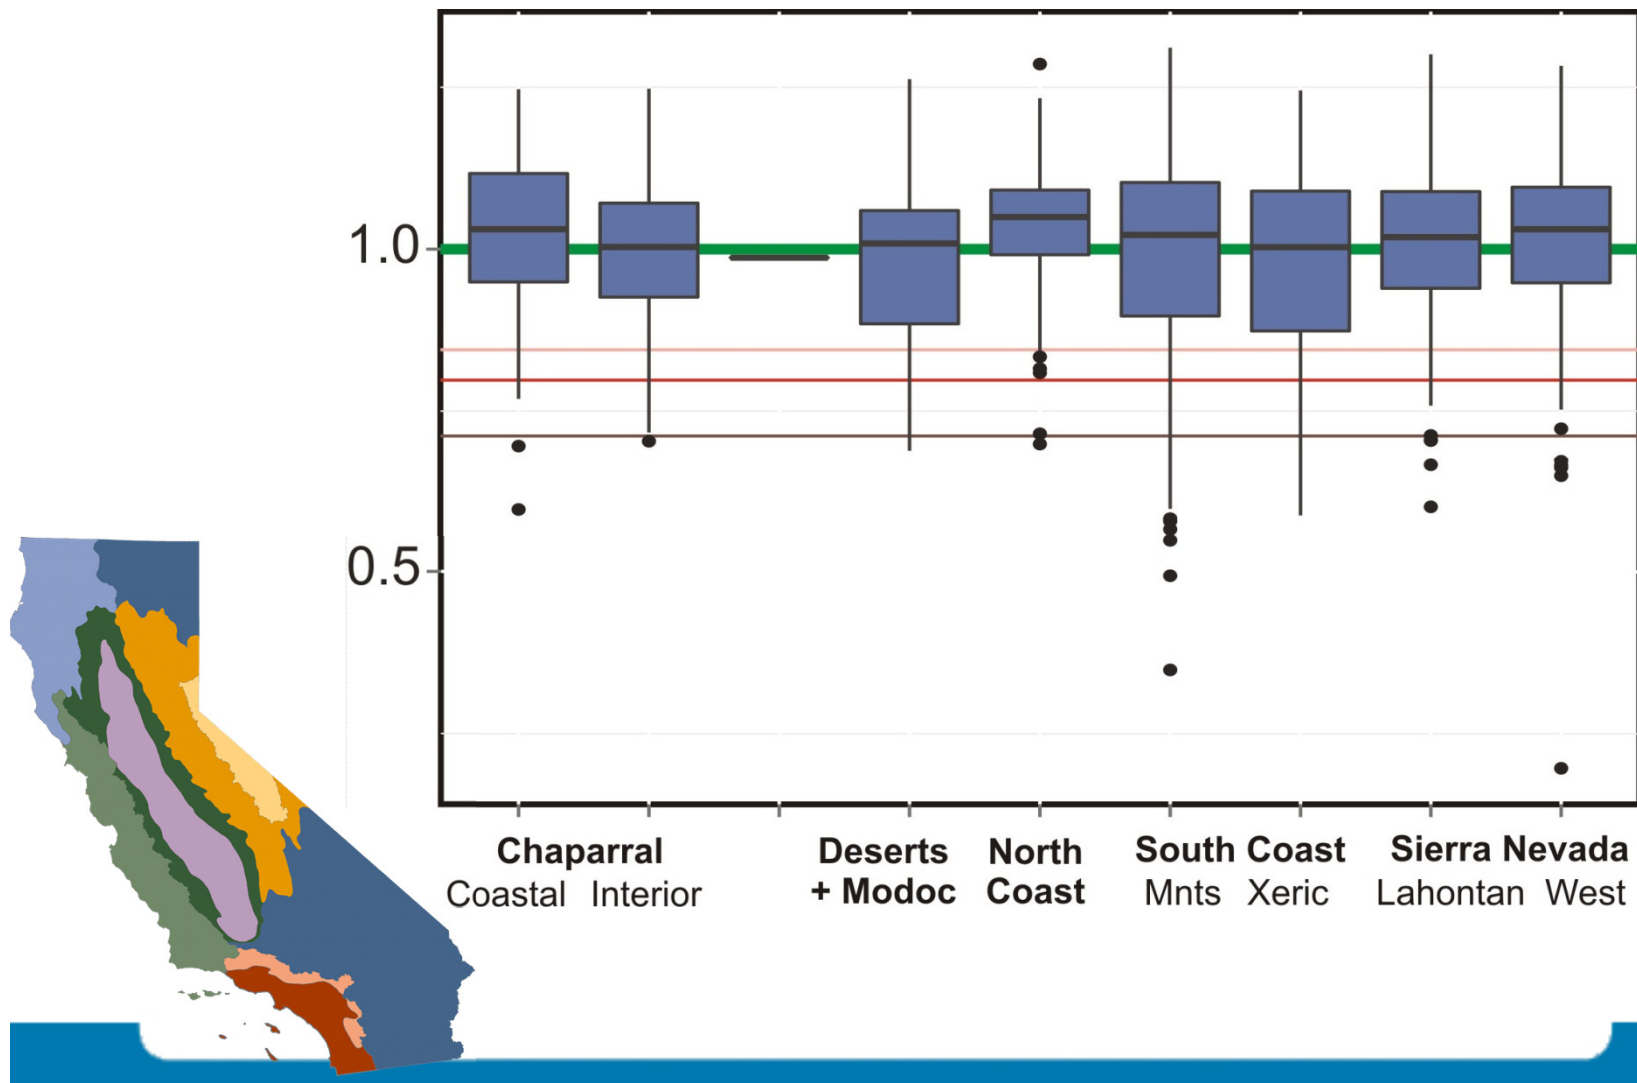 1.0
0.5
Chaparral
Coastal Interior
Deserts
+ Modoc
North
Coast
South Coast
Mnts Xeric
Sierra Nevada
Lahontan West